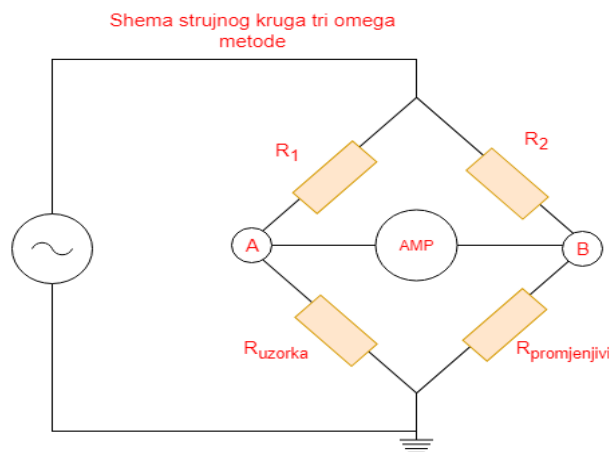 Shema strujnog kruga tri omega
metode
R1
R2
A
AMP
B
Ruzorka
Rpromjenjivi